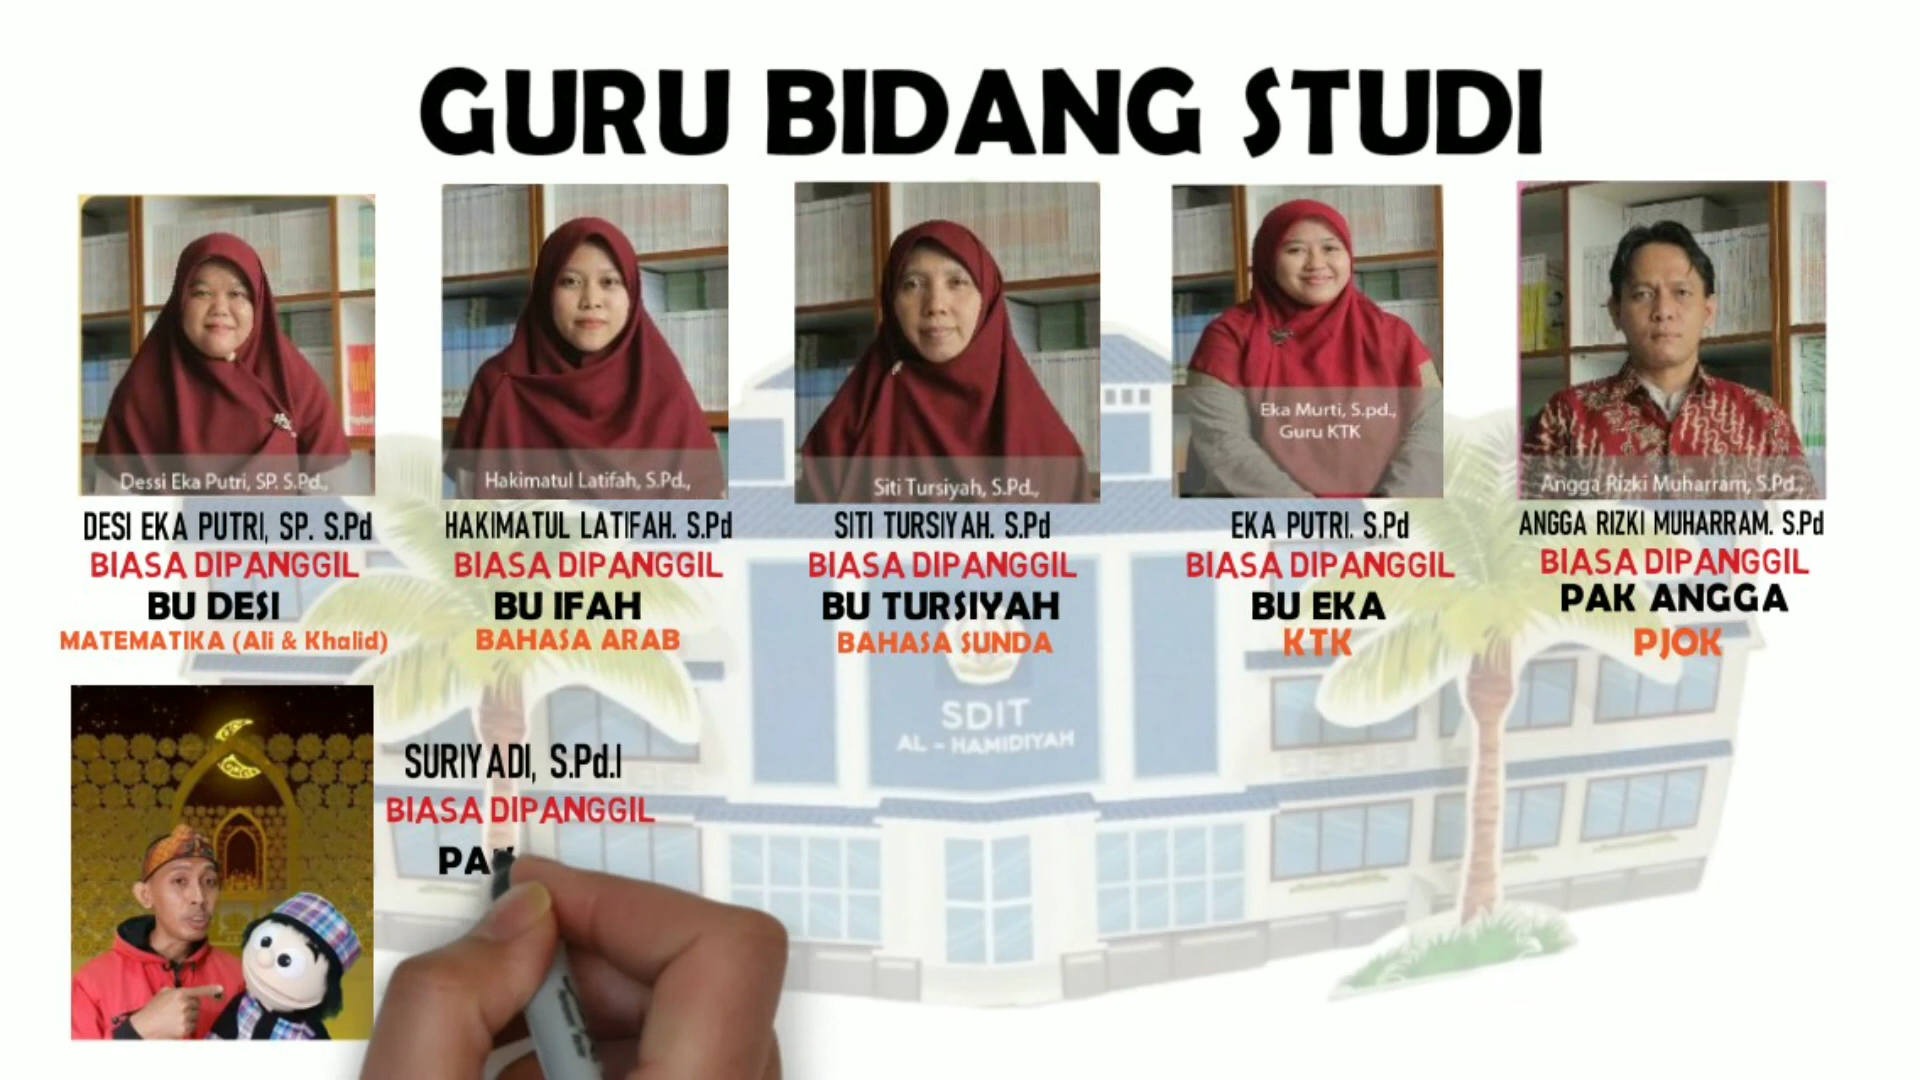 GURU BIDANG STUDI
Dessi Eka Putri, SP. S.Pd.,
DESI EKA PUTRI, SP. S.Pd
BIASA DIPANGGIL
BU DESI
MATEMATIKA (Ali & Khalid)
Hakimatul Latifah, S.Pd.,
HAKIMATUL LATIFAH. S.Pd
BIASA DIPANGGIL
BU IFAH
BAHASA ARAB
Siti Tursiyah, S.Pd.,
SITI TURSIYAH. S.Pd
BIASA DIPANGGIL
BU TURSIYAH
BAHASA SUNDA
Eka Murti, S.pd.,
Guru KTK
EKA PUTRI. S.Pd
BIASA DIPANGGIL
BU EKA
KTK
Angga Rizki Muharram, S.Pd.,
ANGGA RIZKI MUHARRAM. S.Pd
BIASA DIPANGGIL
PAK ANGGA
PJOK
SURIYADI, S.Pd.I
BIASA DIPANGGIL
PAK
SDIT
AL - HAMIDIYAH